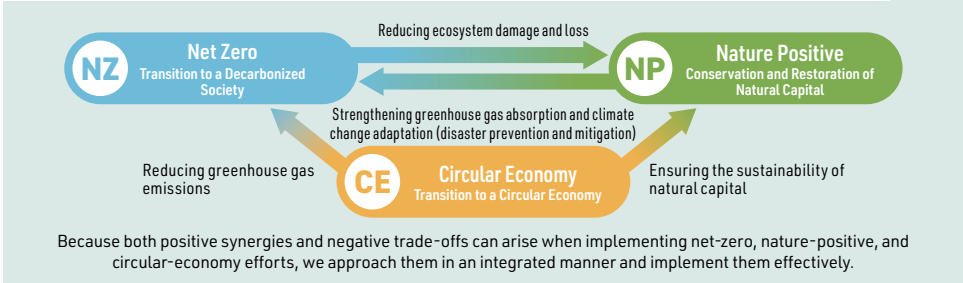 Reducing ecosystem damage and loss
NZ
Net Zero
Transition to a Decarbonized
Society
NP
Nature Positive
Conservation and Restoration of
Natural Capital
Strengthening greenhouse gas absorption and climate
change adaptation (disaster prevention and mitigation)
Reducing greenhouse gas
emissions
CE
Circular Economy
Transition to a Circular Economy
Ensuring the sustainability of
natural capital
Because both positive synergies and negative trade-offs can arise when implementing net-zero, nature-positive, and
circular-economy efforts, we approach them in an integrated manner and implement them effectively.